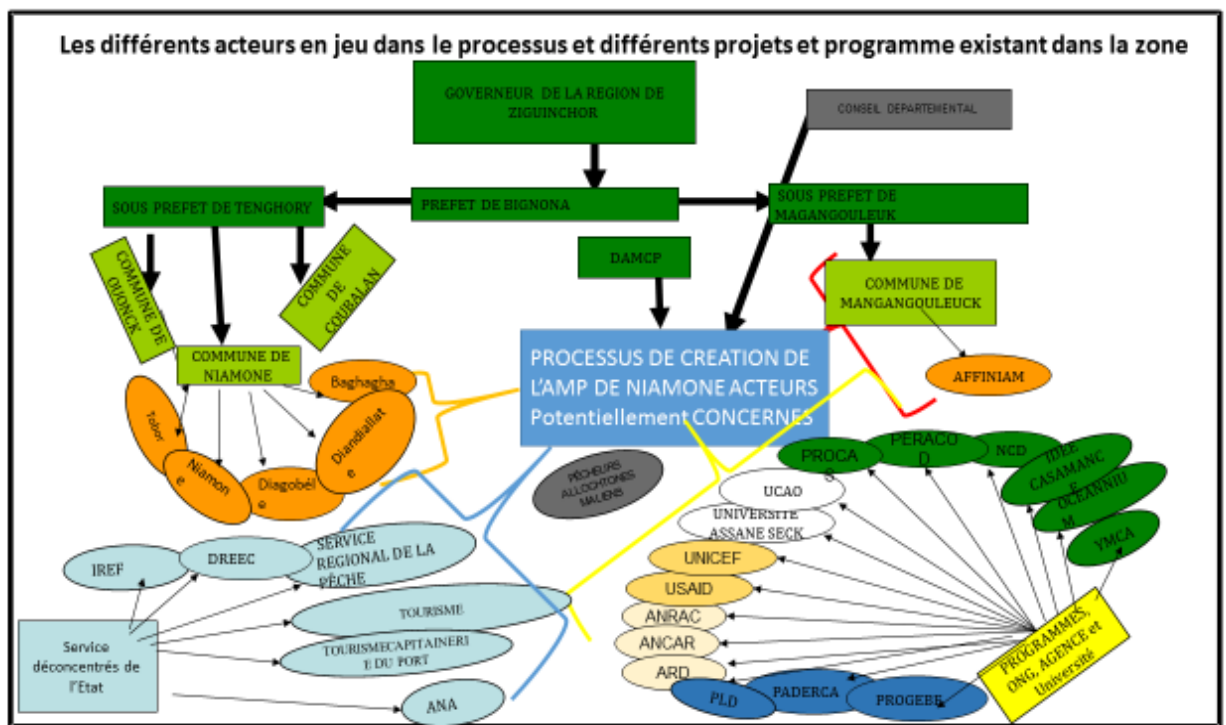 Les différents acteurs en jeu dans le processus et différents projets et programme existant dans la zone
GOVERNEUR DE LA REGION DE
ZIGUINCHOR
CONSEIL DEPARTEMENTAL
SOUS PREFET DE TENGHORY
PREFET DE BIGNONA
SOUS PREFET DE
MAGANGOULEUK
DAMCP
COMMUNE DE
OUONCK
COMMUNE
DE
COUBALAN
COMMUNE DE
MANGANGOULEUCK
COMMUNE DE
NIAMONE
PROCESSUS DE CREATION DE
L'AMP DE NIAMONE ACTEURS
Potentiellement CONCERNES
AFFINIAM
Baghagha
Tobor
Niamon
e
Diagobél
e
Diandiallat
e
PÊCHEURS
ALLOCHTONES
MALIENS
PROCA
S
PERACO
D
NCD
IDEE
CASAMANC
E
OCEANNIU
M
YMCA
UCAO
UNIVERSITE
ASSANE SECK
UNICEF
USAID
ANRAC
ANCAR
ARD
PLD
PADERCA
PROGEBE
PROGRAMMES,
ONG, AGENCE et
Université
IREF
DREEC
SERVICE
REGIONAL DE LA
PÊCHE
TOURISME
TOURISMECAPITAINERI
E DU PORT
ANA
Service
déconcentrés de
l'Etat